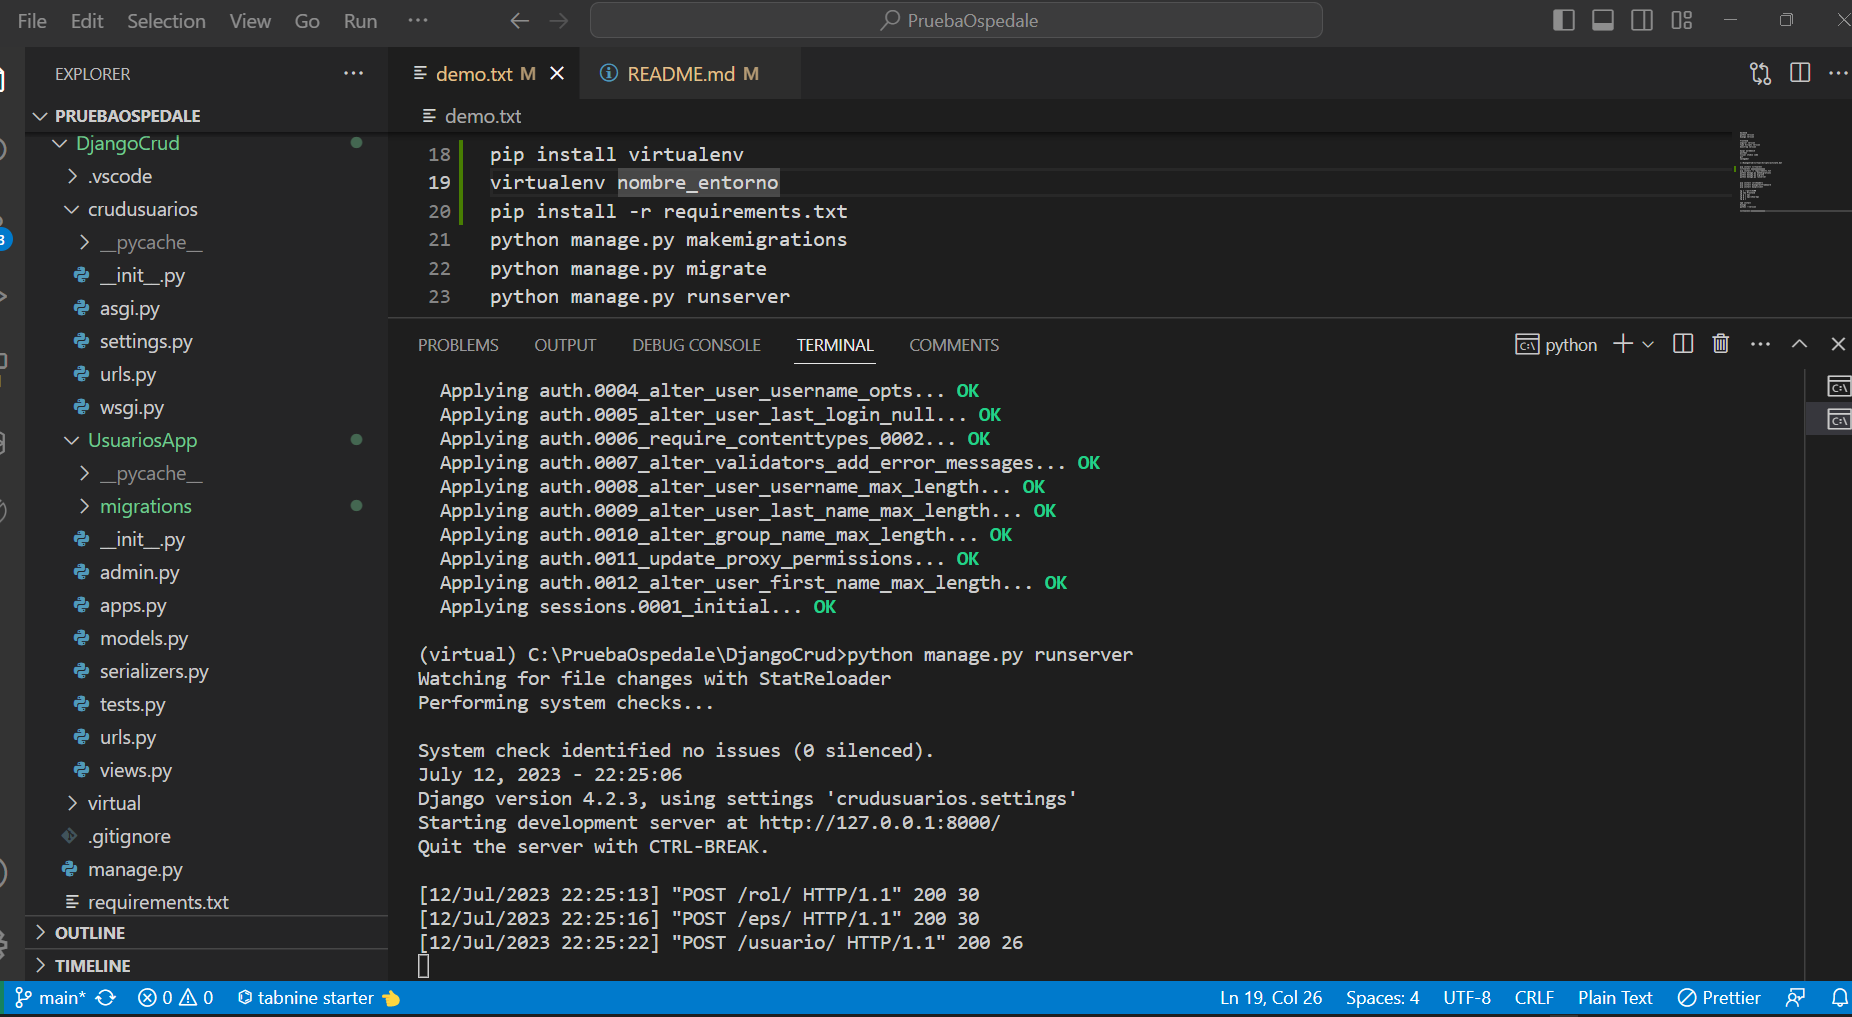 File Edit Selection View Go Run ··· PruebaOspedale
EXPLORER
PRUEBAOSPEDALE
DjangoCrud
.vscode
crudusuarios
__pycache__
__init__.py
asgi.py
settings.py
urls.py
wsgi.py
UsuariosApp
__pycache__
migrations
__init__.py
admin.py
apps.py
models.py
serializers.py
tests.py
urls.py
views.py
virtual
.gitignore
manage.py
requirements.txt
OUTLINE
TIMELINE
3
demo.txt M README.md M
demo.txt
18 pip install virtualenv
19 virtualenv nombre_entorno
20 pip install -r requirements.txt
21 python manage.py makemigrations
22 python manage.py migrate
23 python manage.py runserver
PROBLEMS OUTPUT DEBUG CONSOLE TERMINAL COMMENTS python
Applying auth.0004_alter_user_username_opts... OK
Applying auth.0005_alter_user_last_login_null... OK
Applying auth.0006_require_contenttypes_0002... OK
Applying auth.0007_alter_validators_add_error_messages... OK
Applying auth.0008_alter_user_username_max_length... OK
Applying auth.0009_alter_user_last_name_max_length... OK
Applying auth.0010_alter_group_name_max_length... OK
Applying auth.0011_update_proxy_permissions... OK
Applying auth.0012_alter_user_first_name_max_length... OK
Applying sessions.0001_initial... OK
(virtual) C:\PruebaOspedale\DjangoCrud>python manage.py runserver
Watching for file changes with StatReloader
Performing system checks...
System check identified no issues (0 silenced).
July 12, 2023 - 22:25:06
Django version 4.2.3, using settings 'crudusuarios.settings'
Starting development server at http://127.0.0.1:8000/
Quit the server with CTRL-BREAK.
[12/Jul/2023 22:25:13] "POST /rol/ HTTP/1.1" 200 30
[12/Jul/2023 22:25:16] "POST /eps/ HTTP/1.1" 200 30
[12/Jul/2023 22:25:22] "POST /usuario/ HTTP/1.1" 200 26
main* 0 0 tabnine starter 👈 Ln 19, Col 26 Spaces: 4 UTF-8 CRLF Plain Text Prettier